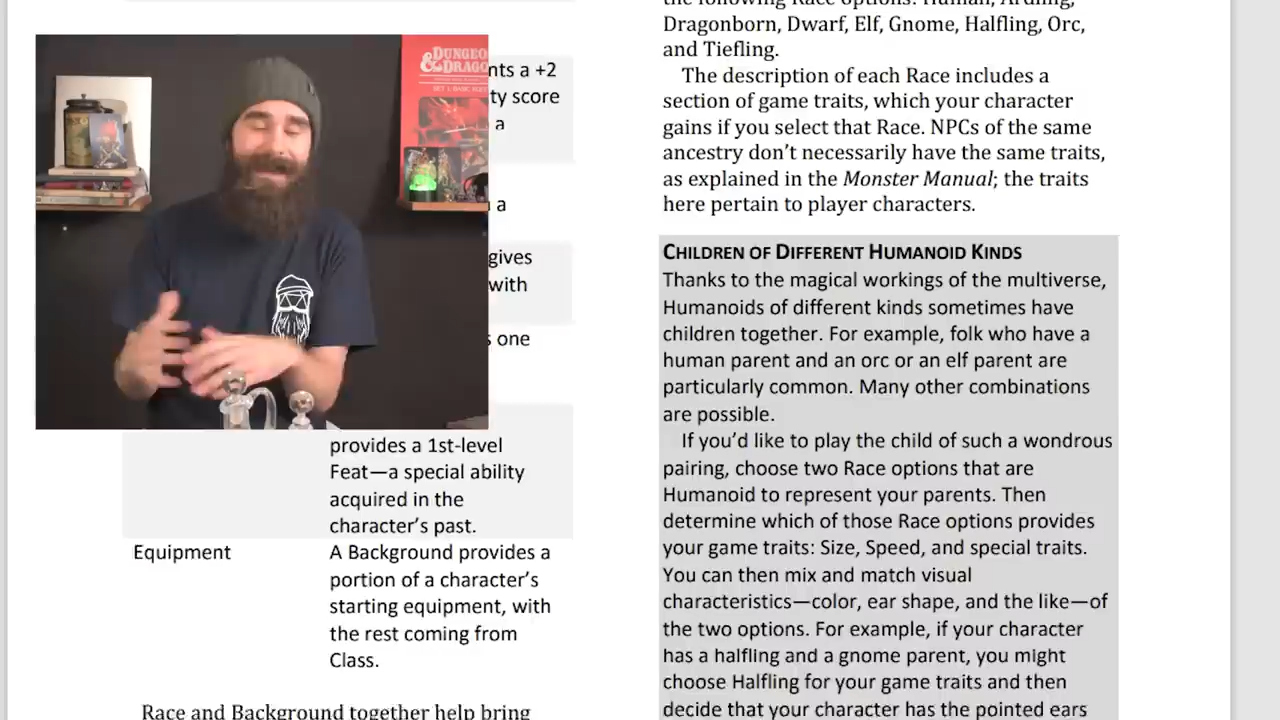 nts a +2
ty score
a
a
gives
with
s one
provides a 1st-level
Feat—a special ability
acquired in the
character's past.
Equipment
A Background provides a
portion of a character's
starting equipment, with
the rest coming from
Class.
Race and Background together help bring
DUNGEO
& DRAGO
the following Race options: Human, Ardling,
Dragonborn, Dwarf, Elf, Gnome, Halfling, Orc,
and Tiefling.
The description of each Race includes a
section of game traits, which your character
gains if you select that Race. NPCs of the same
ancestry don't necessarily have the same traits,
as explained in the Monster Manual; the traits
here pertain to player characters.
CHILDREN OF DIFFERENT HUMANOID KINDS
Thanks to the magical workings of the multiverse,
Humanoids of different kinds sometimes have
children together. For example, folk who have a
human parent and an orc or an elf parent are
particularly common. Many other combinations
are possible.
If you'd like to play the child of such a wondrous
pairing, choose two Race options that are
Humanoid to represent your parents. Then
determine which of those Race options provides
your game traits: Size, Speed, and special traits.
You can then mix and match visual
characteristics—color, ear shape, and the like—of
the two options. For example, if your character
has a halfling and a gnome parent, you might
choose Halfling for your game traits and then
decide that your character has the pointed ears